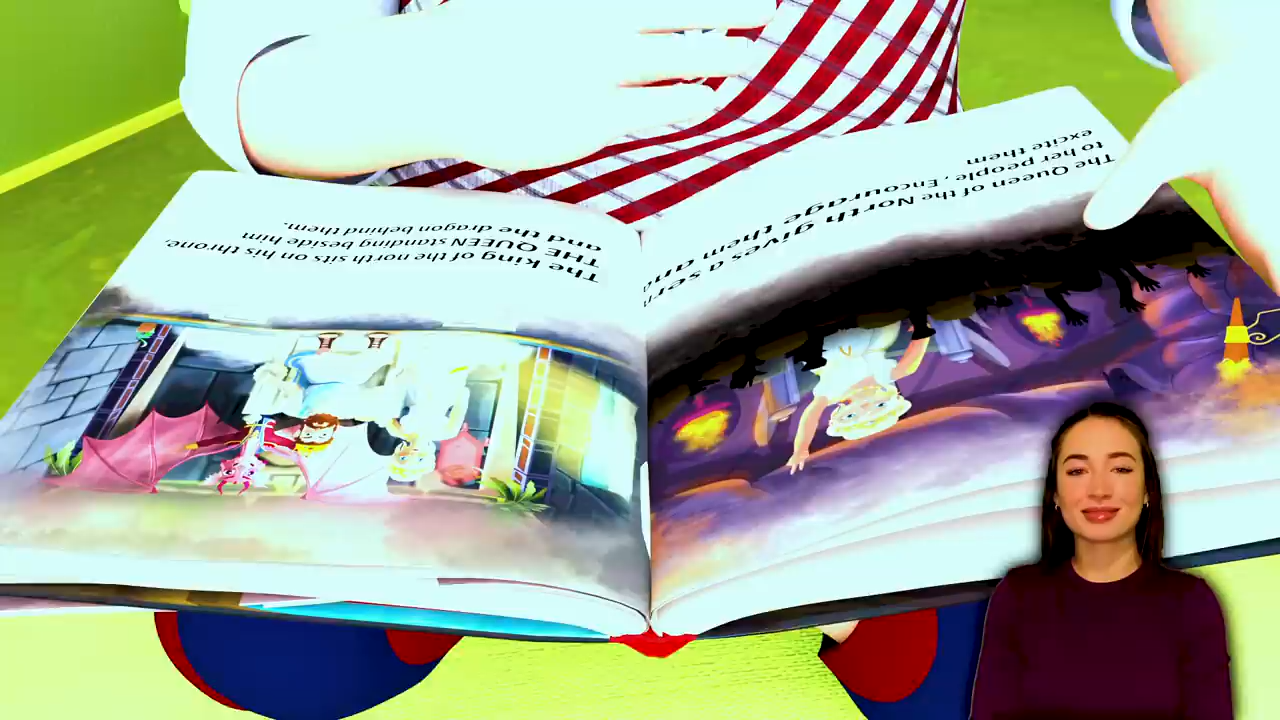 The Queen of the North gives a
to her people . Encourage them and
excite them
The king of the north sits on his throne,
THE QUEEN standing beside him
and the dragon behind them.